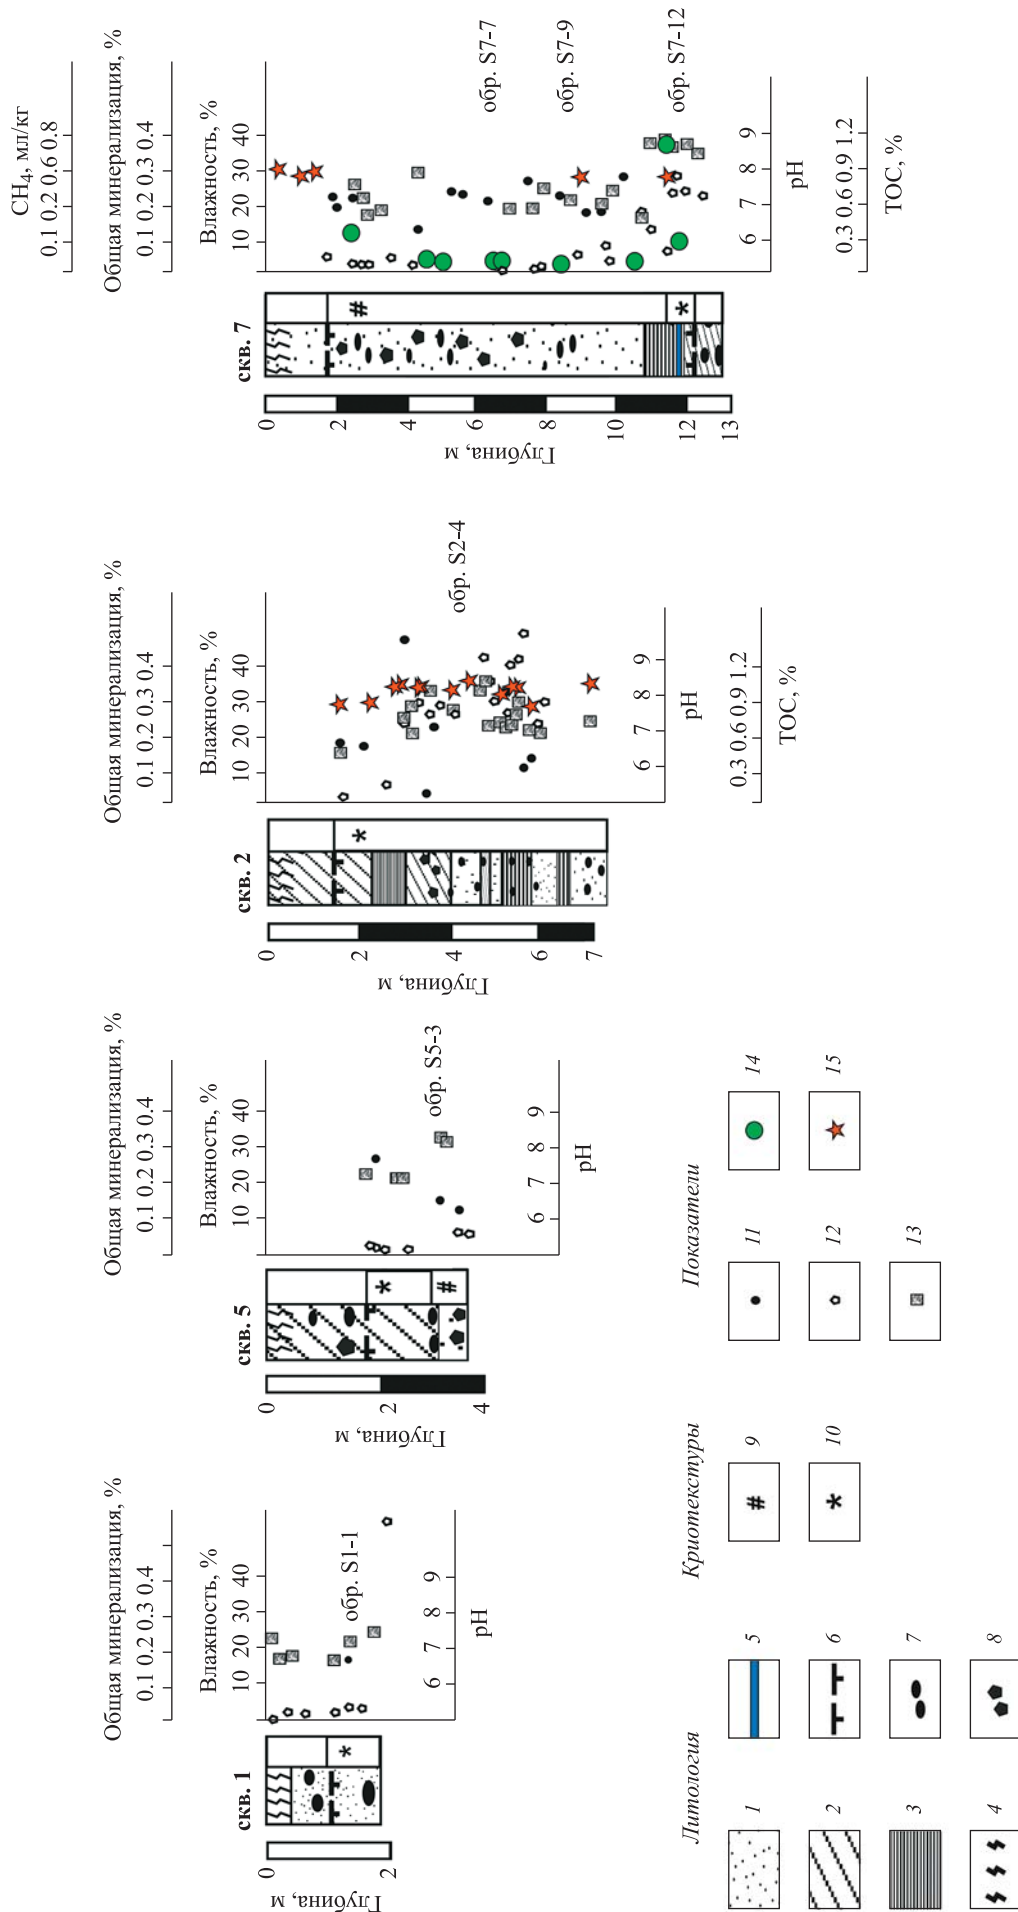 Общая минерализация, %
0.1 0.2 0.3 0.4
Влажность, %
10 20 30 40
скв. 1
Глубина, м
0
2
обр. S1-1
6 7 8 9
pH
Общая минерализация, %
0.1 0.2 0.3 0.4
Влажность, %
10 20 30 40
скв. 5
Глубина, м
0
2
4
обр. S5-3
6 7 8 9
pH
Общая минерализация, %
0.1 0.2 0.3 0.4
Влажность, %
10 20 30 40
скв. 2
Глубина, м
0
2
4
6
7
обр. S2-4
6 7 8 9
pH
0.3 0.6 0.9 1.2
TOC, %
CH₄, мл/кг
0.1 0.2 0.6 0.8
Общая минерализация, %
0.1 0.2 0.3 0.4
Влажность, %
10 20 30 40
скв. 7
Глубина, м
0
2
4
6
8
10
12
13
обр. S7-7
обр. S7-9
обр. S7-12
6 7 8 9
pH
0.3 0.6 0.9 1.2
TOC, %
Литология
1
2
3
4
5
6
7
8
Криотекстуры
# 9
* 10
Показатели
11
12
13
14
15